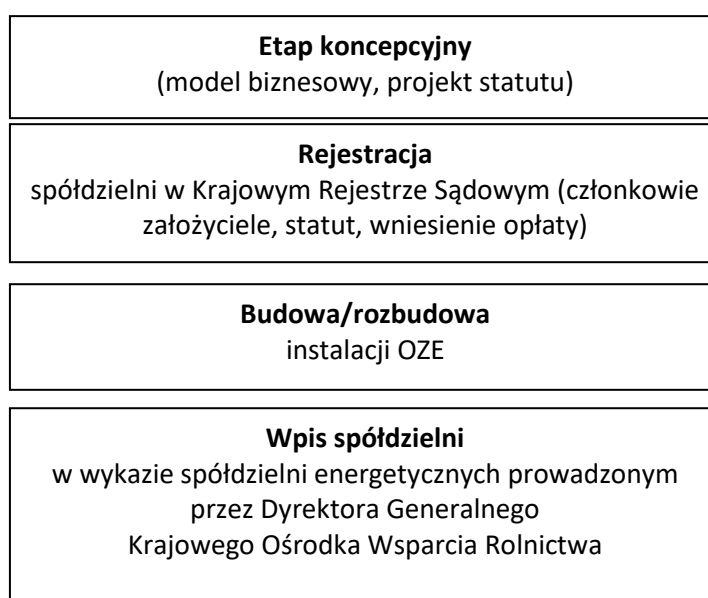 Etap koncepcyjny
(model biznesowy, projekt statutu)
Rejestracja
spółdzielni w Krajowym Rejestrze Sądowym (członkowie
założyciele, statut, wniesienie opłaty)
Budowa/rozbudowa
instalacji OZE
Wpis spółdzielni
w wykazie spółdzielni energetycznych prowadzonym
przez Dyrektora Generalnego
Krajowego Ośrodka Wsparcia Rolnictwa